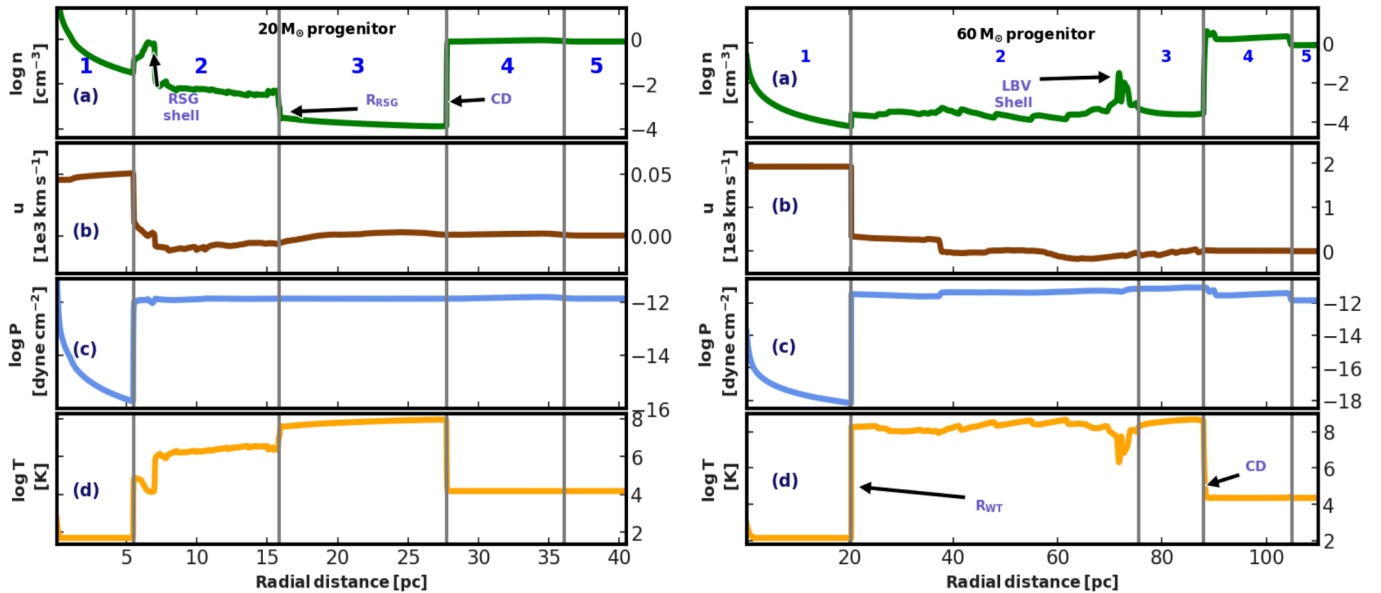 20 M⊙ progenitor
1 2 3 4 5
(a)
RSG
shell
R_RSG
CD
log n
[cm⁻³]
0
−2
−4
(b)
u
[1e3 km s⁻¹]
0.05
0.00
(c)
log P
[dyne cm⁻²]
−12
−14
−16
(d)
log T
[K]
8
6
4
2
5 10 15 20 25 30 35 40
Radial distance [pc]
60 M⊙ progenitor
1 2 3 4 5
(a)
LBV
Shell
log n
[cm⁻³]
0
−2
−4
(b)
u
[1e3 km s⁻¹]
2
1
0
(c)
log P
[dyne cm⁻²]
−12
−14
−16
−18
(d)
R_WT
CD
log T
[K]
8
6
4
2
20 40 60 80 100
Radial distance [pc]